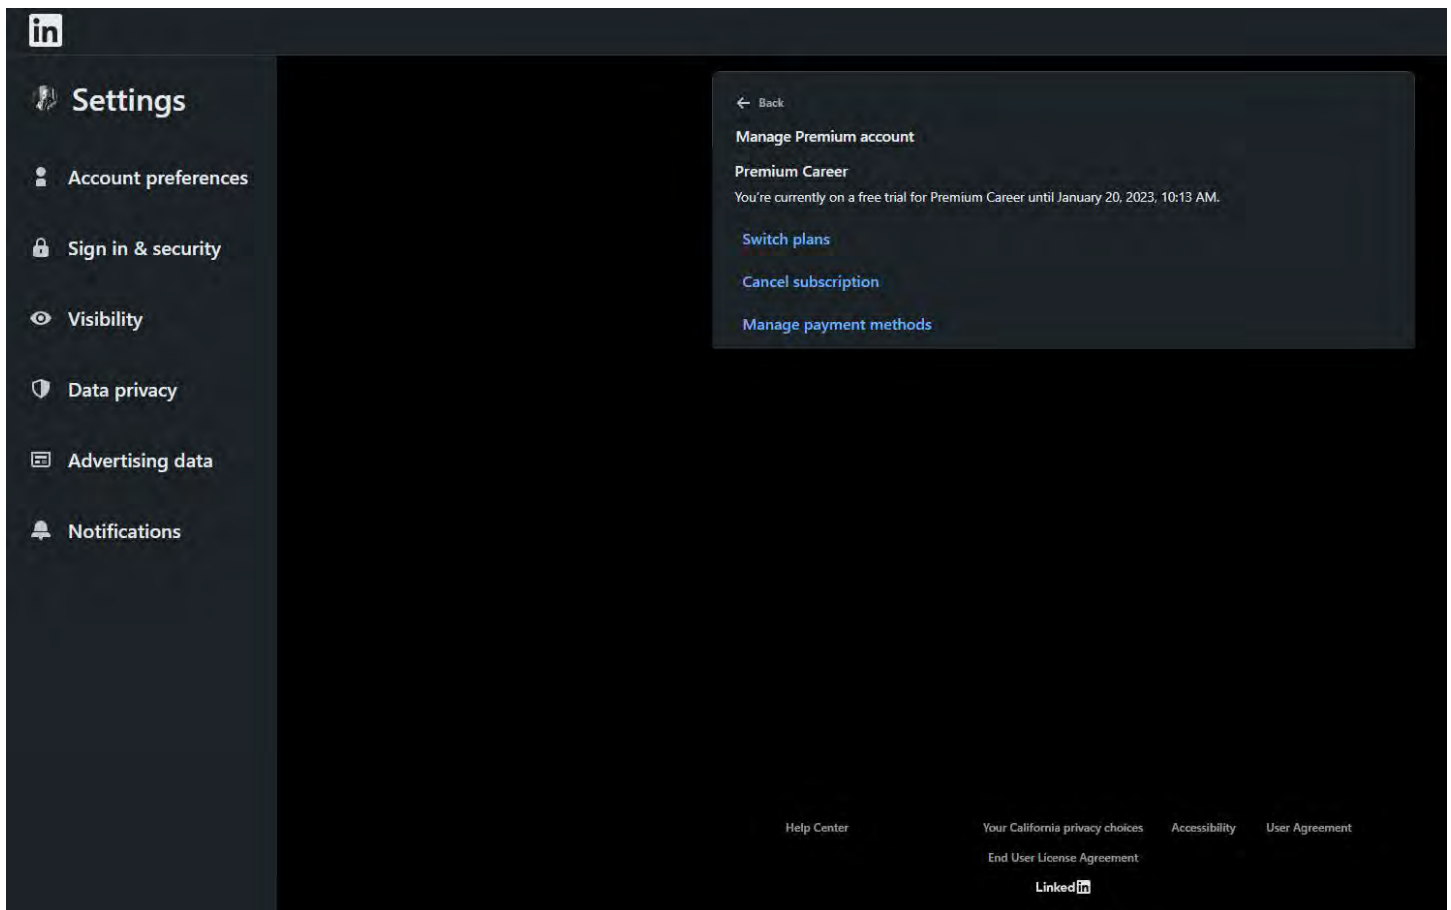 in
Settings
Account preferences
Sign in & security
Visibility
Data privacy
Advertising data
Notifications
Back
Manage Premium account
Premium Career
You're currently on a free trial for Premium Career until January 20, 2023, 10:13 AM.
Switch plans
Cancel subscription
Manage payment methods
Help Center Your California privacy choices Accessibility User Agreement
End User License Agreement
Linkedin